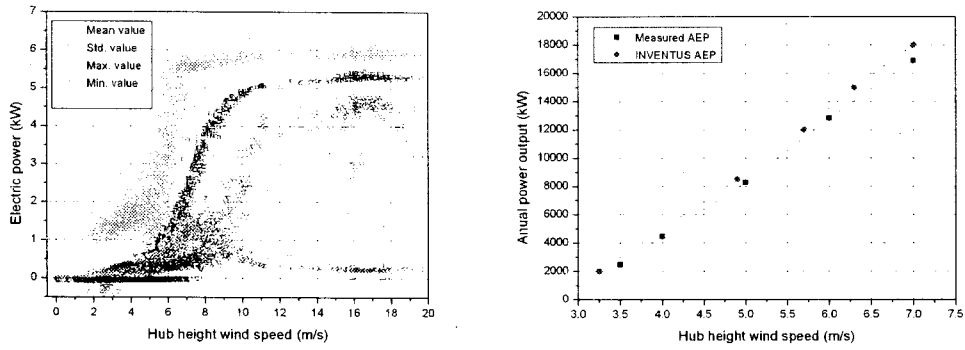 Mean value
Std. value
Max. value
Min. value
7
6
5
4
3
2
1
0
Electric power (kW)
0 2 4 6 8 10 12 14 16 18 20
Hub height wind speed (m/s)
Measured AEP
INVENTUS AEP
20000
18000
16000
14000
12000
10000
8000
6000
4000
2000
0
Anual power output (kW)
3.0 3.5 4.0 4.5 5.0 5.5 6.0 6.5 7.0 7.5
Hub height wind speed (m/s)